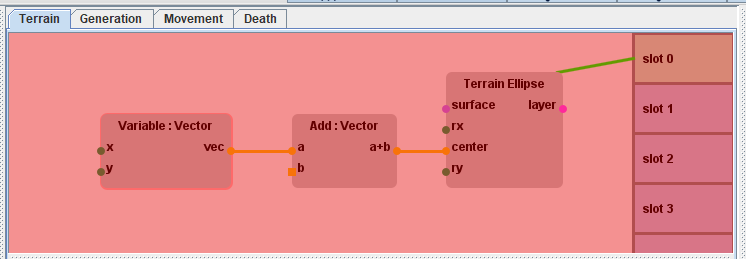 Terrain Generation Movement Death
Variable : Vector
x vec
y
Add : Vector
a a+b
b
Terrain Ellipse
surface layer
rx
center
ry
slot 0
slot 1
slot 2
slot 3